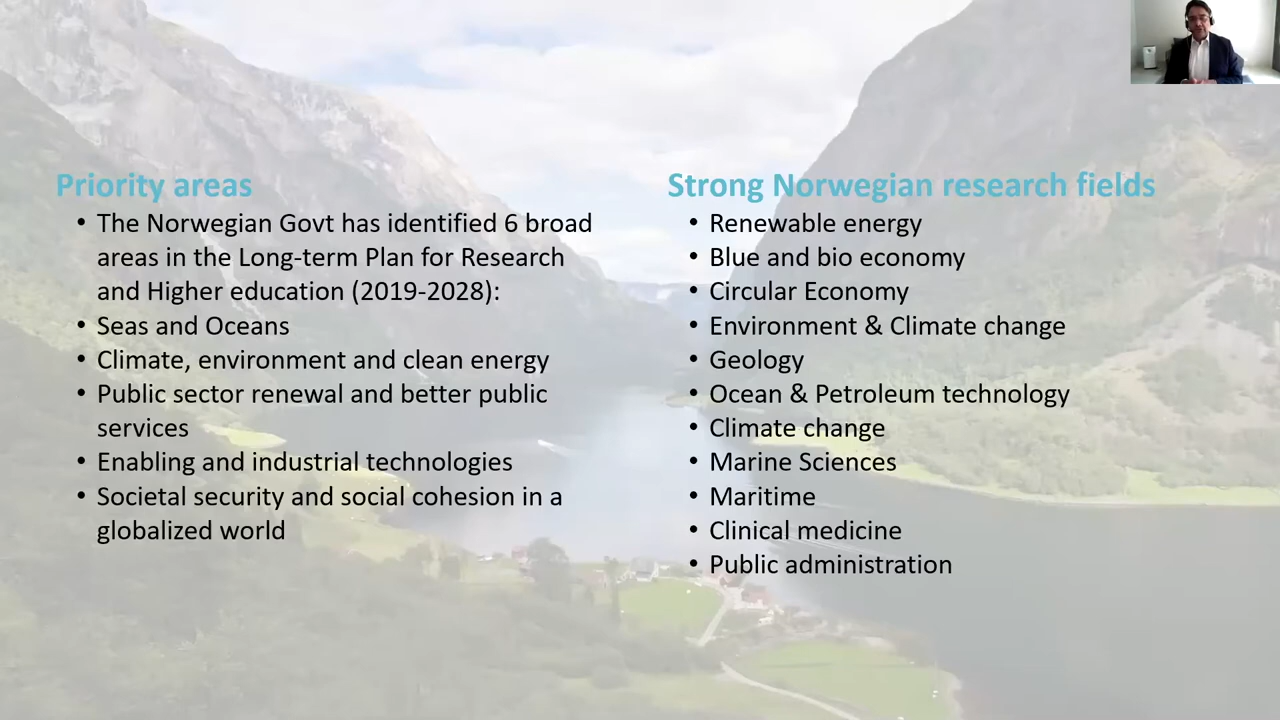 Priority areas
• The Norwegian Govt has identified 6 broad
areas in the Long-term Plan for Research
and Higher education (2019-2028):
• Seas and Oceans
• Climate, environment and clean energy
• Public sector renewal and better public
services
• Enabling and industrial technologies
• Societal security and social cohesion in a
globalized world
Strong Norwegian research fields
• Renewable energy
• Blue and bio economy
• Circular Economy
• Environment & Climate change
• Geology
• Ocean & Petroleum technology
• Climate change
• Marine Sciences
• Maritime
• Clinical medicine
• Public administration